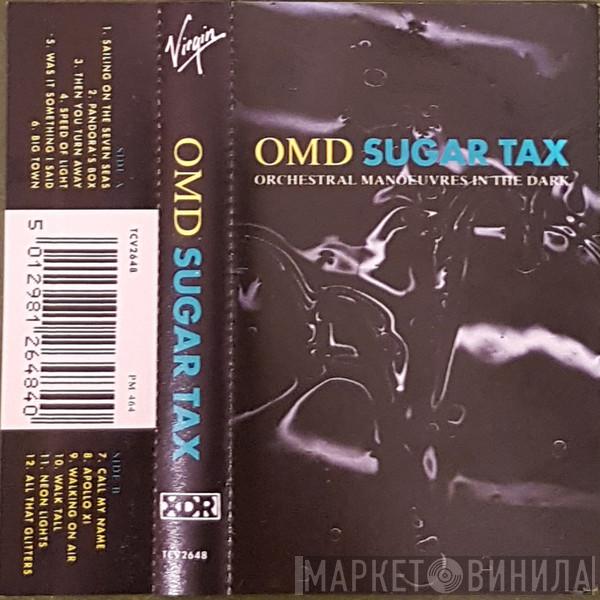 SIDE A
1. SAILING ON THE SEVEN SEAS
2. PANDORA'S BOX
3. THEN YOU TURN AWAY
4. SPEED OF LIGHT
5. WAS IT SOMETHING I SAID
6. BIG TOWN
TCV2648
PM 464
5 012981 264840
SIDE B
7. CALL MY NAME
8. APOLLO XI
9. WALKING ON AIR
10. WALK TALL
11. NEON LIGHTS
12. ALL THAT GLITTERS
Virgin
OMD SUGAR TAX
XDR
TCV2648
OMD SUGAR TAX
ORCHESTRAL MANOEUVRES IN THE DARK
МАРКЕТ ВИНИЛА